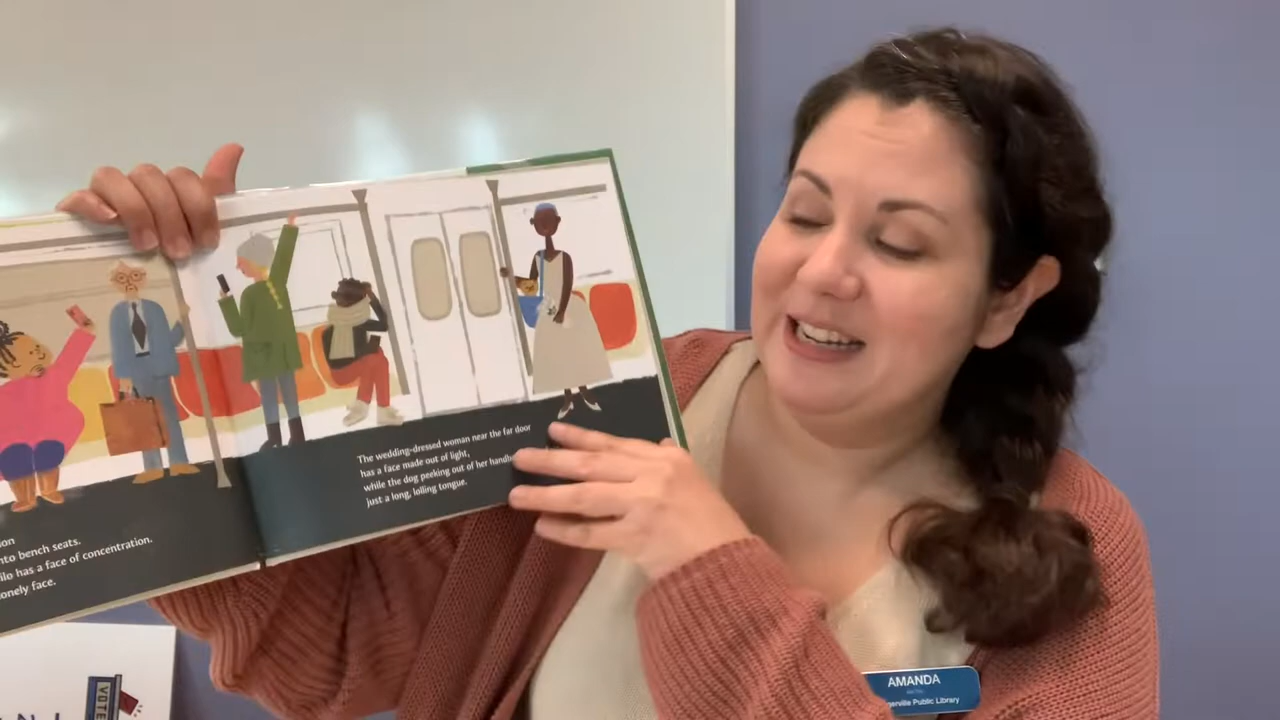 The wedding-dressed woman near the far door
has a face made out of light,
while the dog peeking out of her
just a long, lolling tongue.
nto bench seats.
ilo has a face of concentration.
onely face.
AMANDA
gerville Public Library
VOTE